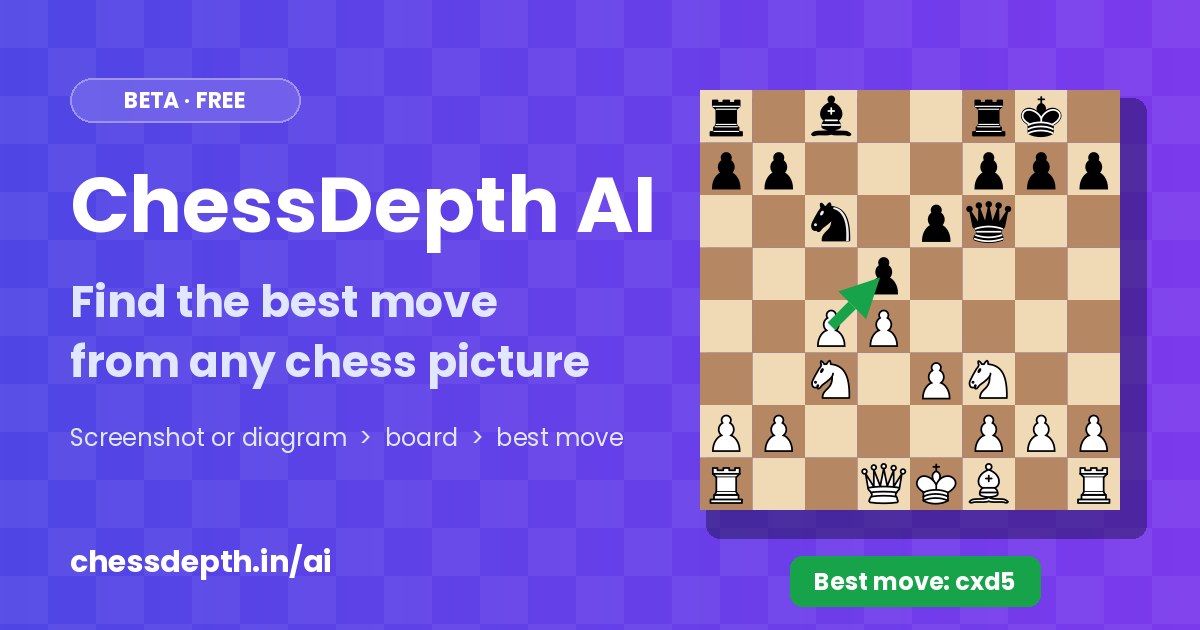 BETA · FREE
ChessDepth AI
Find the best move
from any chess picture
Screenshot or diagram > board > best move
chessdepth.in/ai
Best move: cxd5